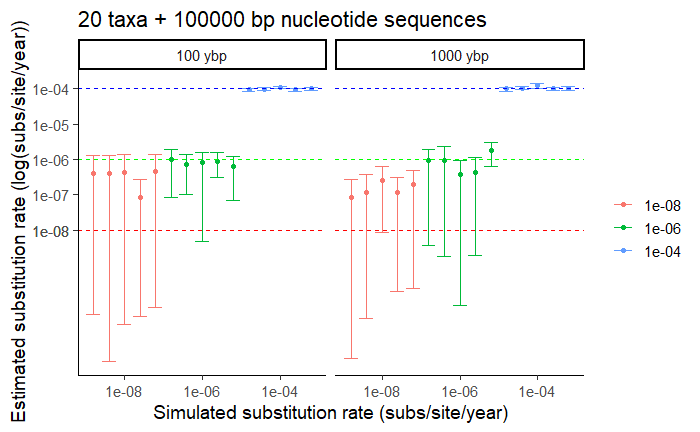 20 taxa + 100000 bp nucleotide sequences
100 ybp
1000 ybp
Estimated substitution rate (log(subs/site/year))
1e-04
1e-05
1e-06
1e-07
1e-08
1e-08
1e-06
1e-04
1e-08
1e-06
1e-04
1e-08
1e-06
1e-04
Simulated substitution rate (subs/site/year)